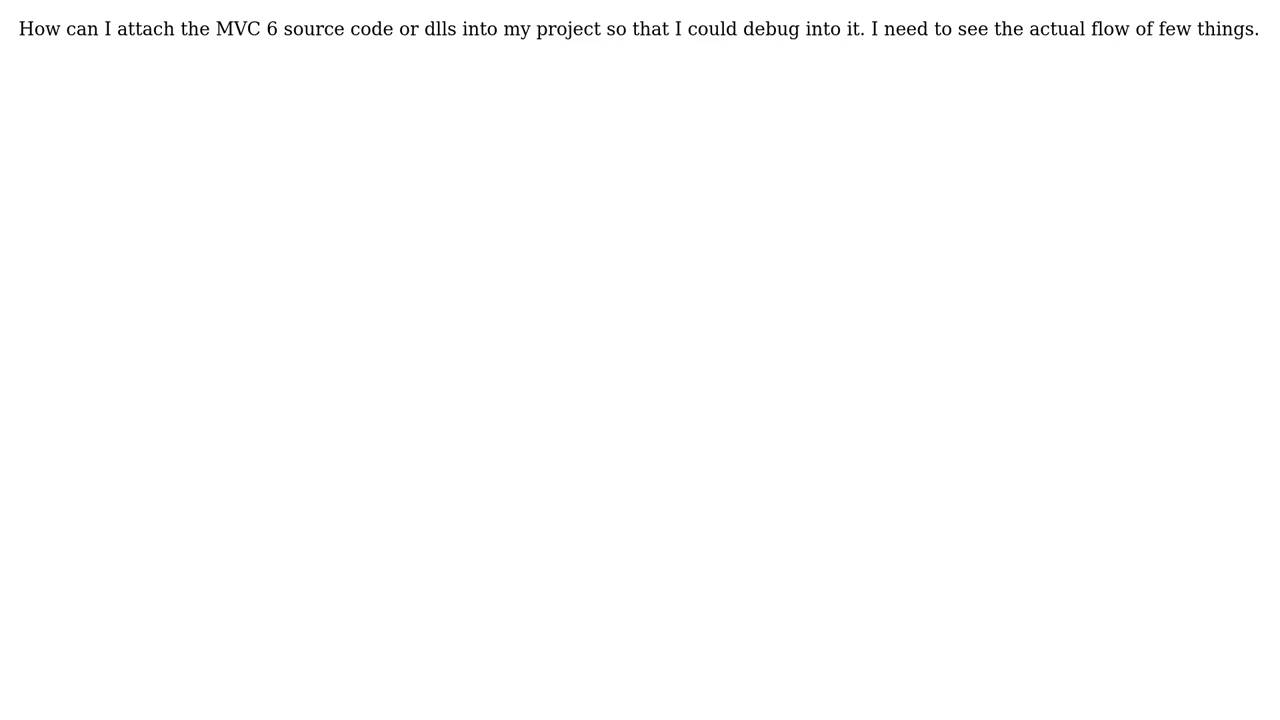 How can I attach the MVC 6 source code or dlls into my project so that I could debug into it. I need to see the actual flow of few things.